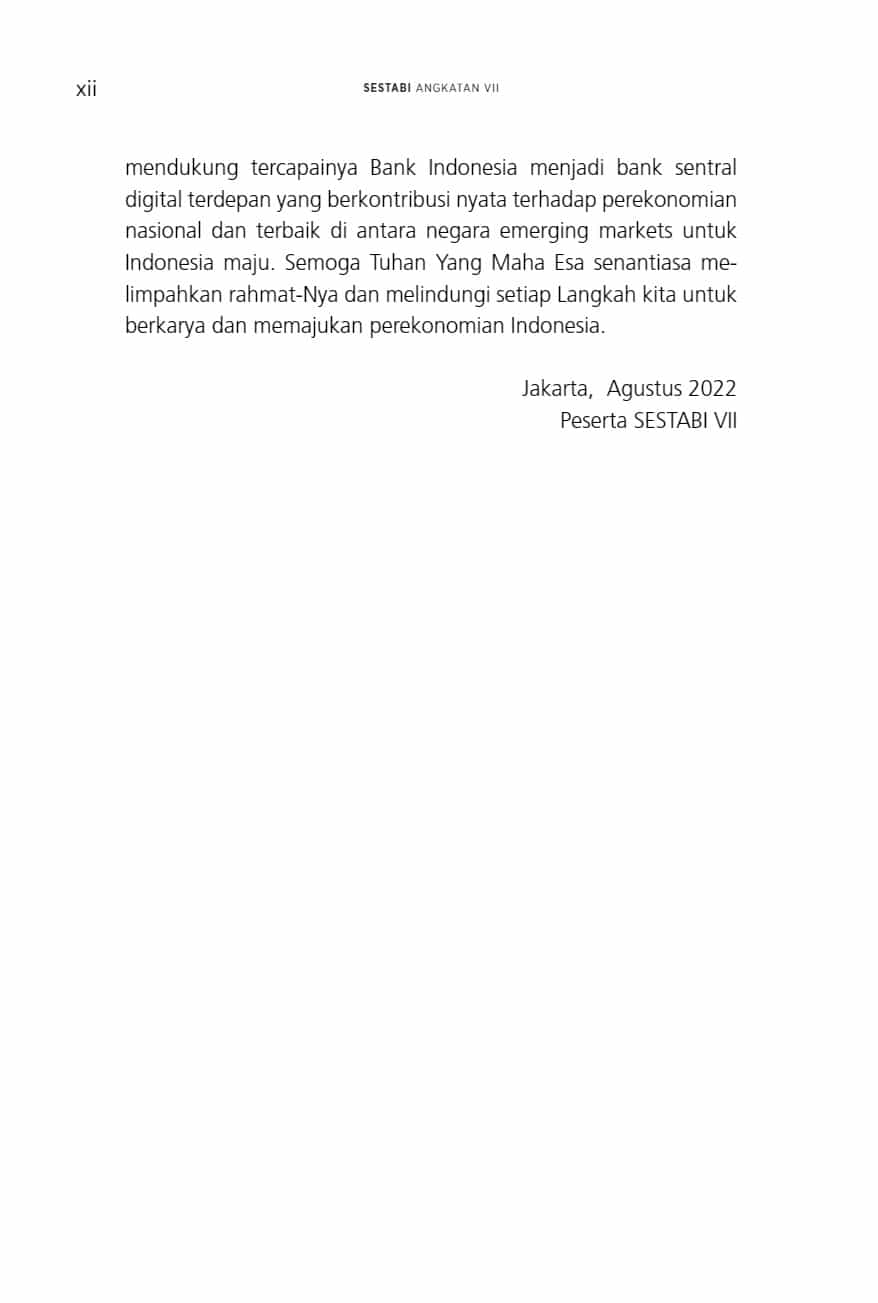 xii
SESTABI ANGKATAN VII
mendukung tercapainya Bank Indonesia menjadi bank sentral
digital terdepan yang berkontribusi nyata terhadap perekonomian
nasional dan terbaik di antara negara emerging markets untuk
Indonesia maju. Semoga Tuhan Yang Maha Esa senantiasa me-
limpahkan rahmat-Nya dan melindungi setiap Langkah kita untuk
berkarya dan memajukan perekonomian Indonesia.
Jakarta,  Agustus 2022
Peserta SESTABI VII